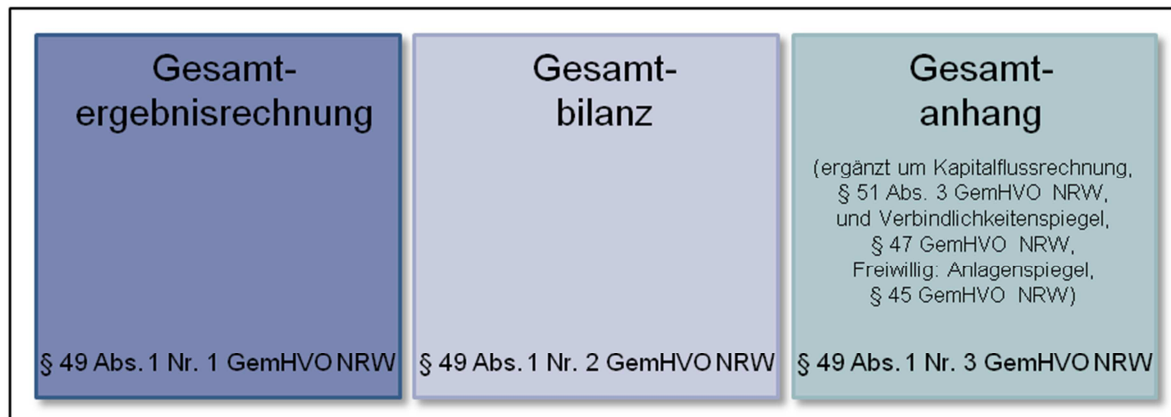 Gesamt-
ergebnisrechnung
§ 49 Abs. 1 Nr. 1 GemHVO NRW
Gesamt-
bilanz
§ 49 Abs. 1 Nr. 2 GemHVO NRW
Gesamt-
anhang
(ergänzt um Kapitalflussrechnung,
§ 51 Abs. 3 GemHVO NRW,
und Verbindlichkeitenspiegel,
§ 47 GemHVO NRW,
Freiwillig: Anlagenspiegel,
§ 45 GemHVO NRW)
§ 49 Abs. 1 Nr. 3 GemHVO NRW